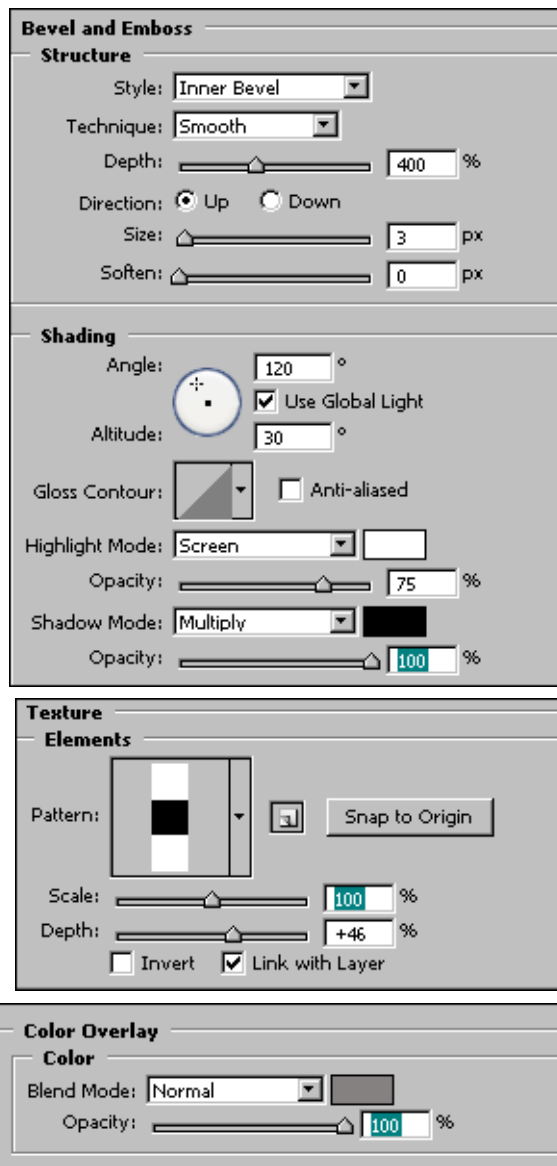 Bevel and Emboss
Structure
Style: Inner Bevel
Technique: Smooth
Depth: 400 %
Direction: Up Down
Size: 3 px
Soften: 0 px
Shading
Angle: 120 °
Use Global Light
Altitude: 30 °
Gloss Contour: Anti-aliased
Highlight Mode: Screen
Opacity: 75 %
Shadow Mode: Multiply
Opacity: 100 %
Texture
Elements
Pattern: Snap to Origin
Scale: 100 %
Depth: +46 %
Invert Link with Layer
Color Overlay
Color
Blend Mode: Normal
Opacity: 100 %